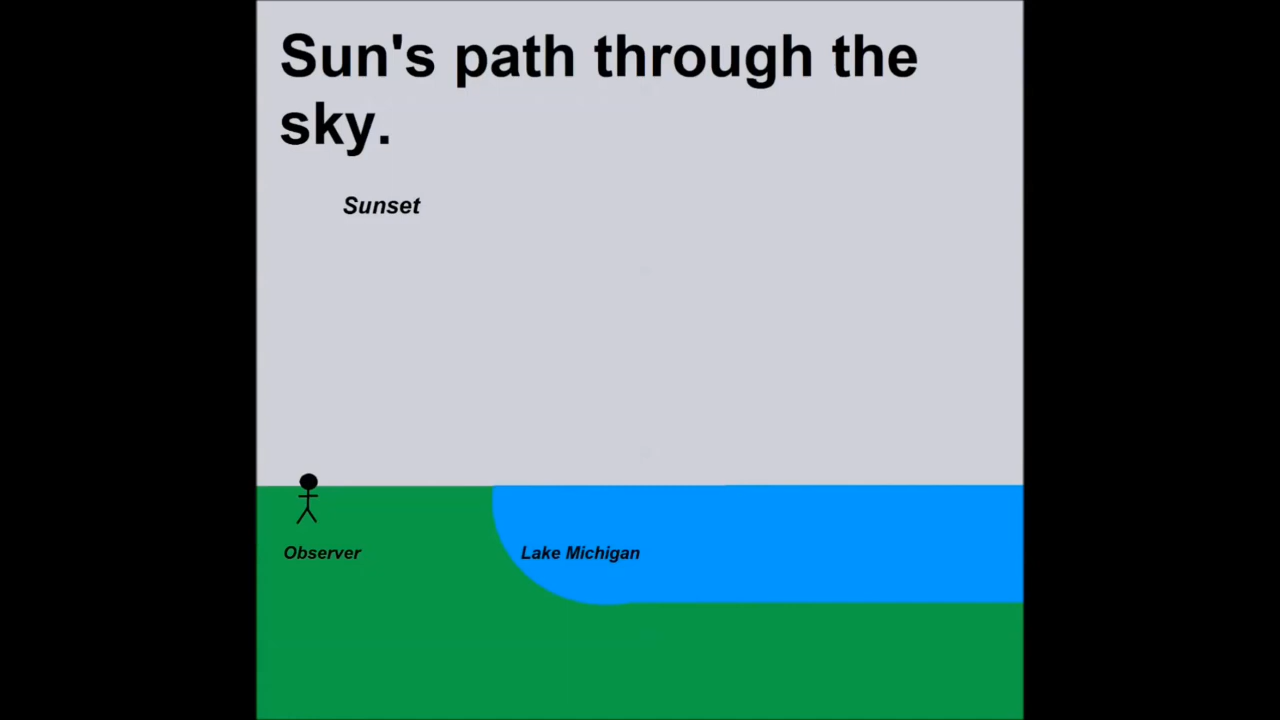 Sun's path through the
sky.
Sunset
Observer
Lake Michigan